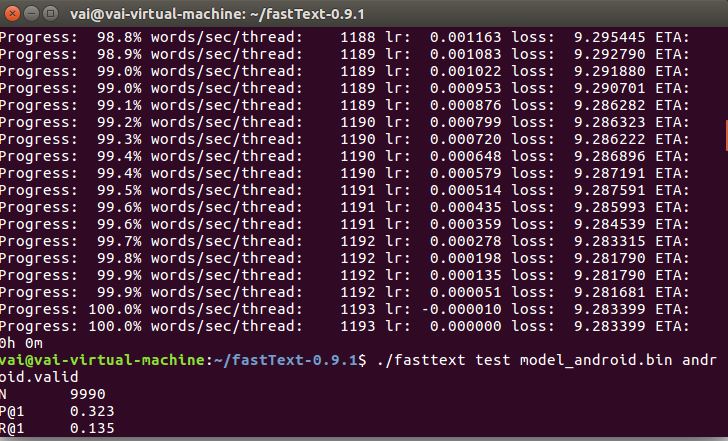 vai@vai-virtual-machine: ~/fastText-0.9.1
Progress:  98.8% words/sec/thread:    1188 lr:  0.001163 loss:  9.295445 ETA:
Progress:  98.9% words/sec/thread:    1189 lr:  0.001083 loss:  9.292790 ETA:
Progress:  99.0% words/sec/thread:    1189 lr:  0.001022 loss:  9.291880 ETA:
Progress:  99.0% words/sec/thread:    1189 lr:  0.000953 loss:  9.290701 ETA:
Progress:  99.1% words/sec/thread:    1189 lr:  0.000876 loss:  9.286282 ETA:
Progress:  99.2% words/sec/thread:    1190 lr:  0.000799 loss:  9.286323 ETA:
Progress:  99.3% words/sec/thread:    1190 lr:  0.000720 loss:  9.286222 ETA:
Progress:  99.4% words/sec/thread:    1190 lr:  0.000648 loss:  9.286896 ETA:
Progress:  99.4% words/sec/thread:    1190 lr:  0.000579 loss:  9.287191 ETA:
Progress:  99.5% words/sec/thread:    1191 lr:  0.000514 loss:  9.287591 ETA:
Progress:  99.6% words/sec/thread:    1191 lr:  0.000435 loss:  9.285993 ETA:
Progress:  99.6% words/sec/thread:    1191 lr:  0.000359 loss:  9.284539 ETA:
Progress:  99.7% words/sec/thread:    1192 lr:  0.000278 loss:  9.283315 ETA:
Progress:  99.8% words/sec/thread:    1192 lr:  0.000198 loss:  9.281790 ETA:
Progress:  99.9% words/sec/thread:    1192 lr:  0.000135 loss:  9.281790 ETA:
Progress:  99.9% words/sec/thread:    1192 lr:  0.000051 loss:  9.281681 ETA:
Progress: 100.0% words/sec/thread:    1193 lr: -0.000010 loss:  9.283399 ETA:
Progress: 100.0% words/sec/thread:    1193 lr:  0.000000 loss:  9.283399 ETA:
0h 0m
vai@vai-virtual-machine:~/fastText-0.9.1$ ./fasttext test model_android.bin andr
oid.valid
N       9990
P@1     0.323
R@1     0.135